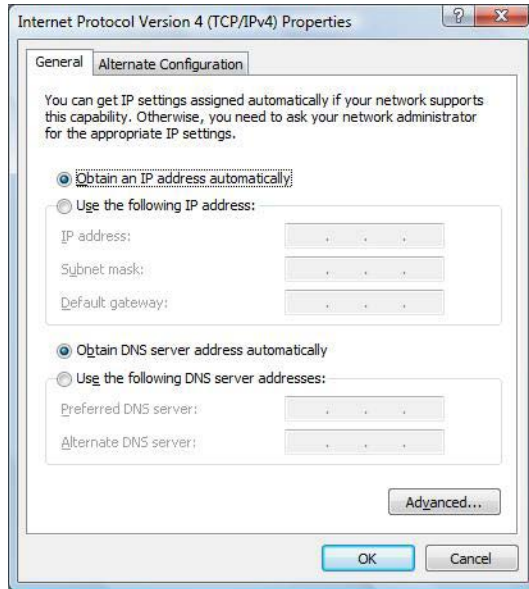 Internet Protocol Version 4 (TCP/IPv4) Properties
General
Alternate Configuration
You can get IP settings assigned automatically if your network supports
this capability. Otherwise, you need to ask your network administrator
for the appropriate IP settings.
Obtain an IP address automatically
Use the following IP address:
IP address:
Subnet mask:
Default gateway:
Obtain DNS server address automatically
Use the following DNS server addresses:
Preferred DNS server:
Alternate DNS server:
Advanced...
OK
Cancel